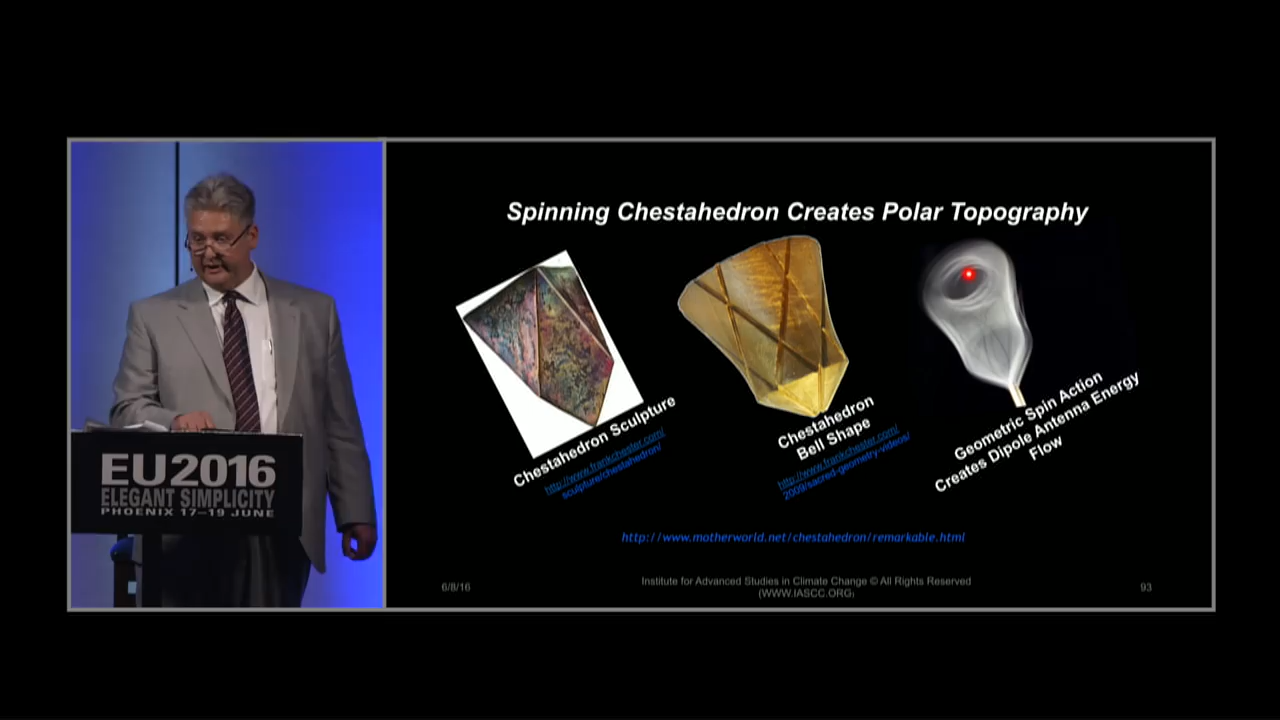 Spinning Chestahedron Creates Polar Topography
Chestahedron Sculpture
http://www.frankchester.com/
sculpture/chestahedron/
Chestahedron
Bell Shape
http://www.frankchester.com/
2009/sacred-geometry-videos/
Geometric Spin Action
Creates Dipole Antenna Energy
Flow
http://www.motherworld.net/chestahedron/remarkable.html
6/8/16
Institute for Advanced Studies in Climate Change © All Rights Reserved
(WWW.IASCC.ORG)
93
EU2016
ELEGANT SIMPLICITY
PHOENIX 17–19 JUNE